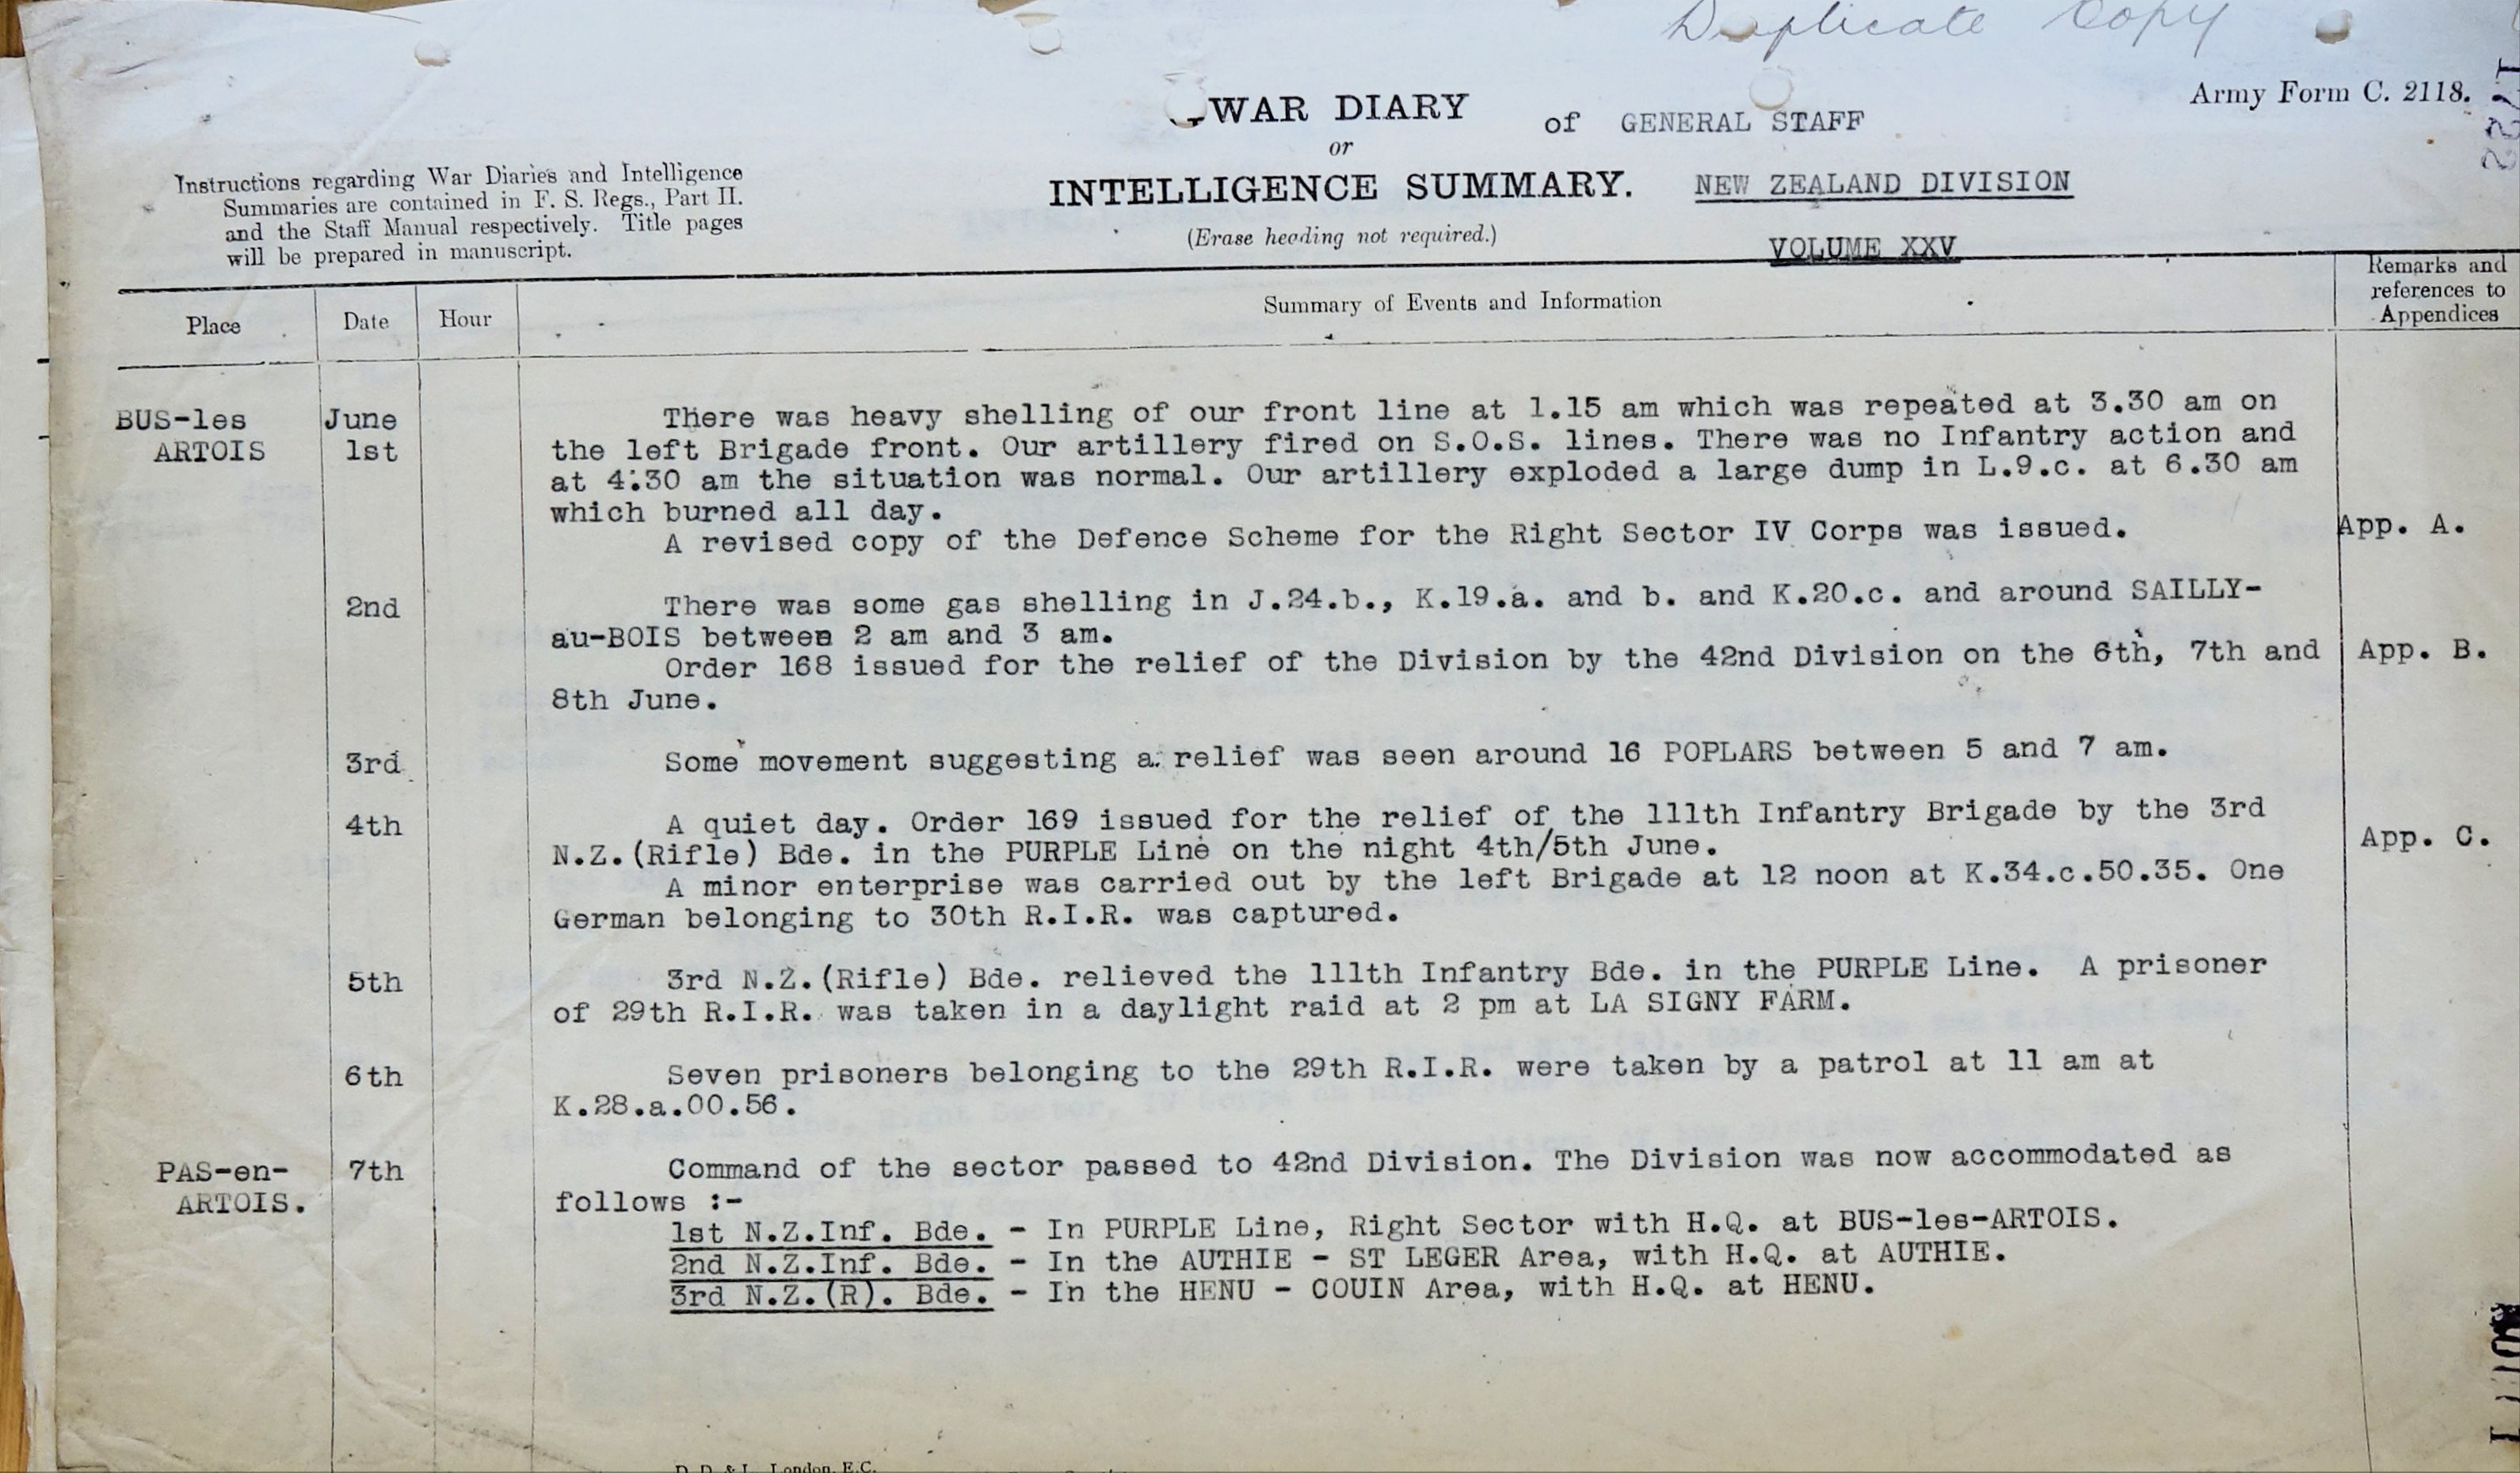 Duplicate Copy
Army Form C. 2118.
WAR DIARY of GENERAL STAFF
or
INTELLIGENCE SUMMARY. NEW ZEALAND DIVISION
(Erase heading not required.)
VOLUME XXV
Instructions regarding War Diaries and Intelligence
Summaries are contained in F. S. Regs., Part II.
and the Staff Manual respectively. Title pages
will be prepared in manuscript.
Place Date Hour Summary of Events and Information Remarks and
references to
Appendices
BUS-les June There was heavy shelling of our front line at 1.15 am which was repeated at 3.30 am on
ARTOIS 1st the left Brigade front. Our artillery fired on S.O.S. lines. There was no Infantry action and
at 4:30 am the situation was normal. Our artillery exploded a large dump in L.9.c. at 6.30 am
which burned all day.
A revised copy of the Defence Scheme for the Right Sector IV Corps was issued. App. A.
2nd There was some gas shelling in J.24.b., K.19.a. and b. and K.20.c. and around SAILLY-
au-BOIS between 2 am and 3 am.
Order 168 issued for the relief of the Division by the 42nd Division on the 6th, 7th and App. B.
8th June.
3rd Some movement suggesting a relief was seen around 16 POPLARS between 5 and 7 am.
4th A quiet day. Order 169 issued for the relief of the 111th Infantry Brigade by the 3rd
N.Z.(Rifle) Bde. in the PURPLE Line on the night 4th/5th June. App. C.
A minor enterprise was carried out by the left Brigade at 12 noon at K.34.c.50.35. One
German belonging to 30th R.I.R. was captured.
5th 3rd N.Z.(Rifle) Bde. relieved the 111th Infantry Bde. in the PURPLE Line. A prisoner
of 29th R.I.R. was taken in a daylight raid at 2 pm at LA SIGNY FARM.
6th Seven prisoners belonging to the 29th R.I.R. were taken by a patrol at 11 am at
K.28.a.00.56.
PAS-en- 7th Command of the sector passed to 42nd Division. The Division was now accommodated as
ARTOIS. follows :-
1st N.Z.Inf. Bde. - In PURPLE Line, Right Sector with H.Q. at BUS-les-ARTOIS.
2nd N.Z.Inf. Bde. - In the AUTHIE - ST LEGER Area, with H.Q. at AUTHIE.
3rd N.Z.(R). Bde. - In the HENU - COUIN Area, with H.Q. at HENU.
D. D. & L., London, E.C.